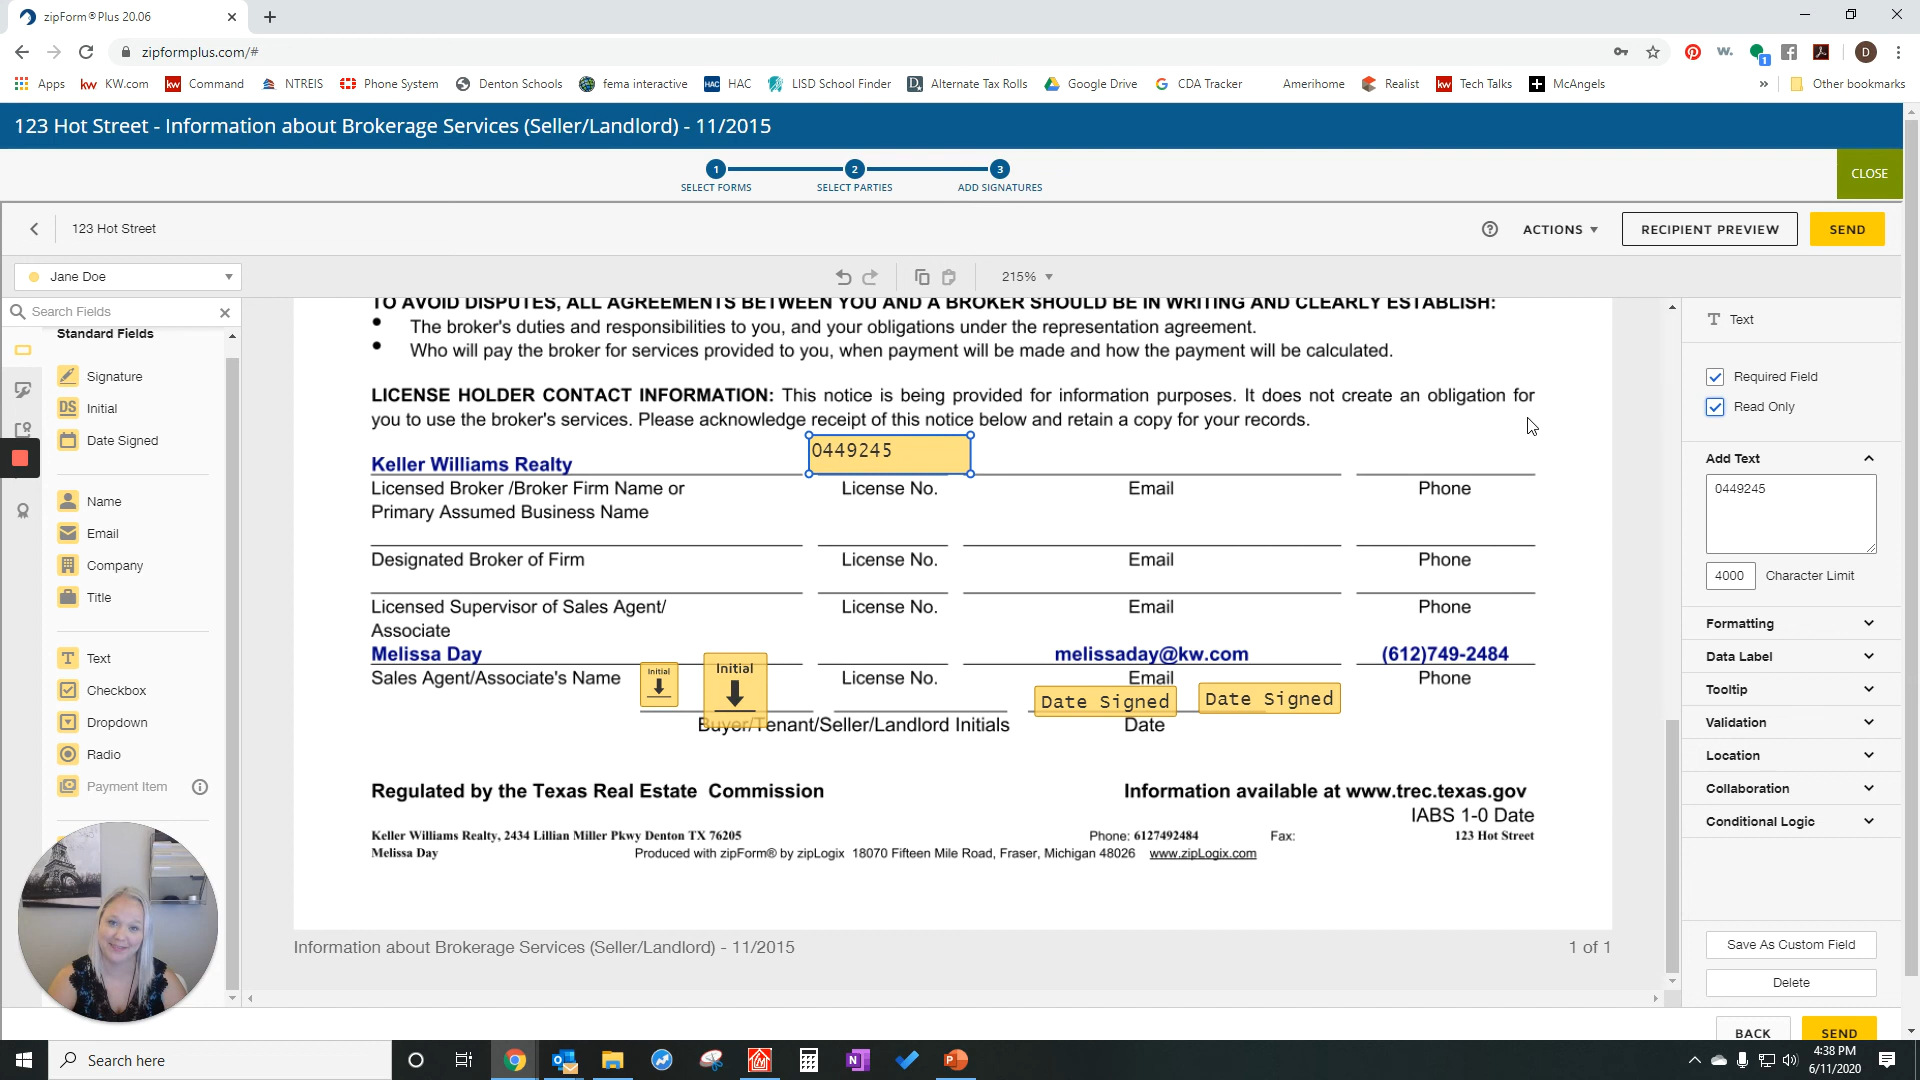 zipForm®Plus 20.06
zipformplus.com/#
D
Apps
kw KW.com
kw Command
NTREIS
Phone System
Denton Schools
fema interactive
HAC HAC
LISD School Finder
Alternate Tax Rolls
Google Drive
CDA Tracker
Amerihome
Realist
kw Tech Talks
McAngels
»
Other bookmarks
123 Hot Street - Information about Brokerage Services (Seller/Landlord) - 11/2015
1 2 3
SELECT FORMS SELECT PARTIES ADD SIGNATURES
CLOSE
123 Hot Street
ACTIONS
RECIPIENT PREVIEW
SEND
Jane Doe
215%
Search Fields
Standard Fields
Signature
DS Initial
Date Signed
Name
Email
Company
Title
T Text
Checkbox
Dropdown
Radio
Payment Item
TO AVOID DISPUTES, ALL AGREEMENTS BETWEEN YOU AND A BROKER SHOULD BE IN WRITING AND CLEARLY ESTABLISH:
• The broker's duties and responsibilities to you, and your obligations under the representation agreement.
• Who will pay the broker for services provided to you, when payment will be made and how the payment will be calculated.
LICENSE HOLDER CONTACT INFORMATION: This notice is being provided for information purposes. It does not create an obligation for
you to use the broker's services. Please acknowledge receipt of this notice below and retain a copy for your records.
Keller Williams Realty 0449245
Licensed Broker /Broker Firm Name or License No. Email Phone
Primary Assumed Business Name
Designated Broker of Firm License No. Email Phone
Licensed Supervisor of Sales Agent/ License No. Email Phone
Associate
Melissa Day melissaday@kw.com (612)749-2484
Sales Agent/Associate's Name License No. Email Phone
Initial Initial Date Signed Date Signed
Buyer/Tenant/Seller/Landlord Initials Date
Regulated by the Texas Real Estate Commission Information available at www.trec.texas.gov
IABS 1-0 Date
Keller Williams Realty, 2434 Lillian Miller Pkwy Denton TX 76205 Phone: 6127492484 Fax: 123 Hot Street
Melissa Day Produced with zipForm® by zipLogix 18070 Fifteen Mile Road, Fraser, Michigan 48026 www.zipLogix.com
Information about Brokerage Services (Seller/Landlord) - 11/2015 1 of 1
T Text
Required Field
Read Only
Add Text
0449245
4000 Character Limit
Formatting
Data Label
Tooltip
Validation
Location
Collaboration
Conditional Logic
Save As Custom Field
Delete
BACK SEND
Search here
4:38 PM
6/11/2020